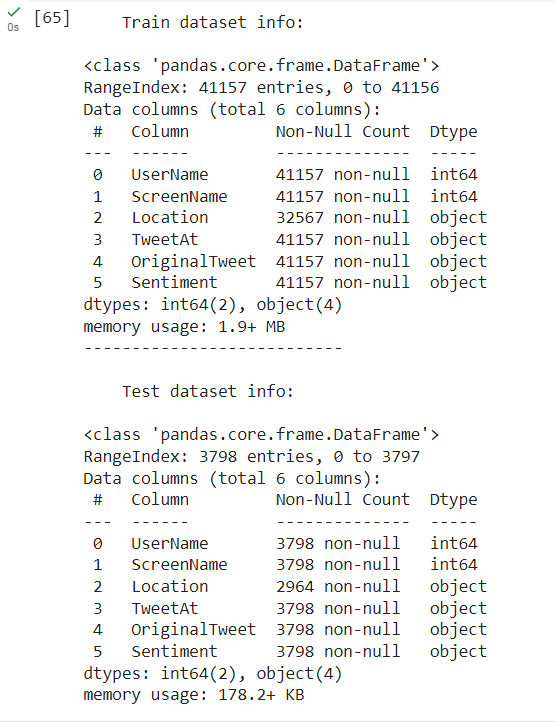 [65] Train dataset info:
0s
<class 'pandas.core.frame.DataFrame'>
RangeIndex: 41157 entries, 0 to 41156
Data columns (total 6 columns):
 #   Column         Non-Null Count  Dtype
---  ------         --------------  -----
 0   UserName       41157 non-null  int64
 1   ScreenName     41157 non-null  int64
 2   Location       32567 non-null  object
 3   TweetAt        41157 non-null  object
 4   OriginalTweet  41157 non-null  object
 5   Sentiment      41157 non-null  object
dtypes: int64(2), object(4)
memory usage: 1.9+ MB
---------------------------
Test dataset info:
<class 'pandas.core.frame.DataFrame'>
RangeIndex: 3798 entries, 0 to 3797
Data columns (total 6 columns):
 #   Column         Non-Null Count  Dtype
---  ------         --------------  -----
 0   UserName       3798 non-null   int64
 1   ScreenName     3798 non-null   int64
 2   Location       2964 non-null   object
 3   TweetAt        3798 non-null   object
 4   OriginalTweet  3798 non-null   object
 5   Sentiment      3798 non-null   object
dtypes: int64(2), object(4)
memory usage: 178.2+ KB